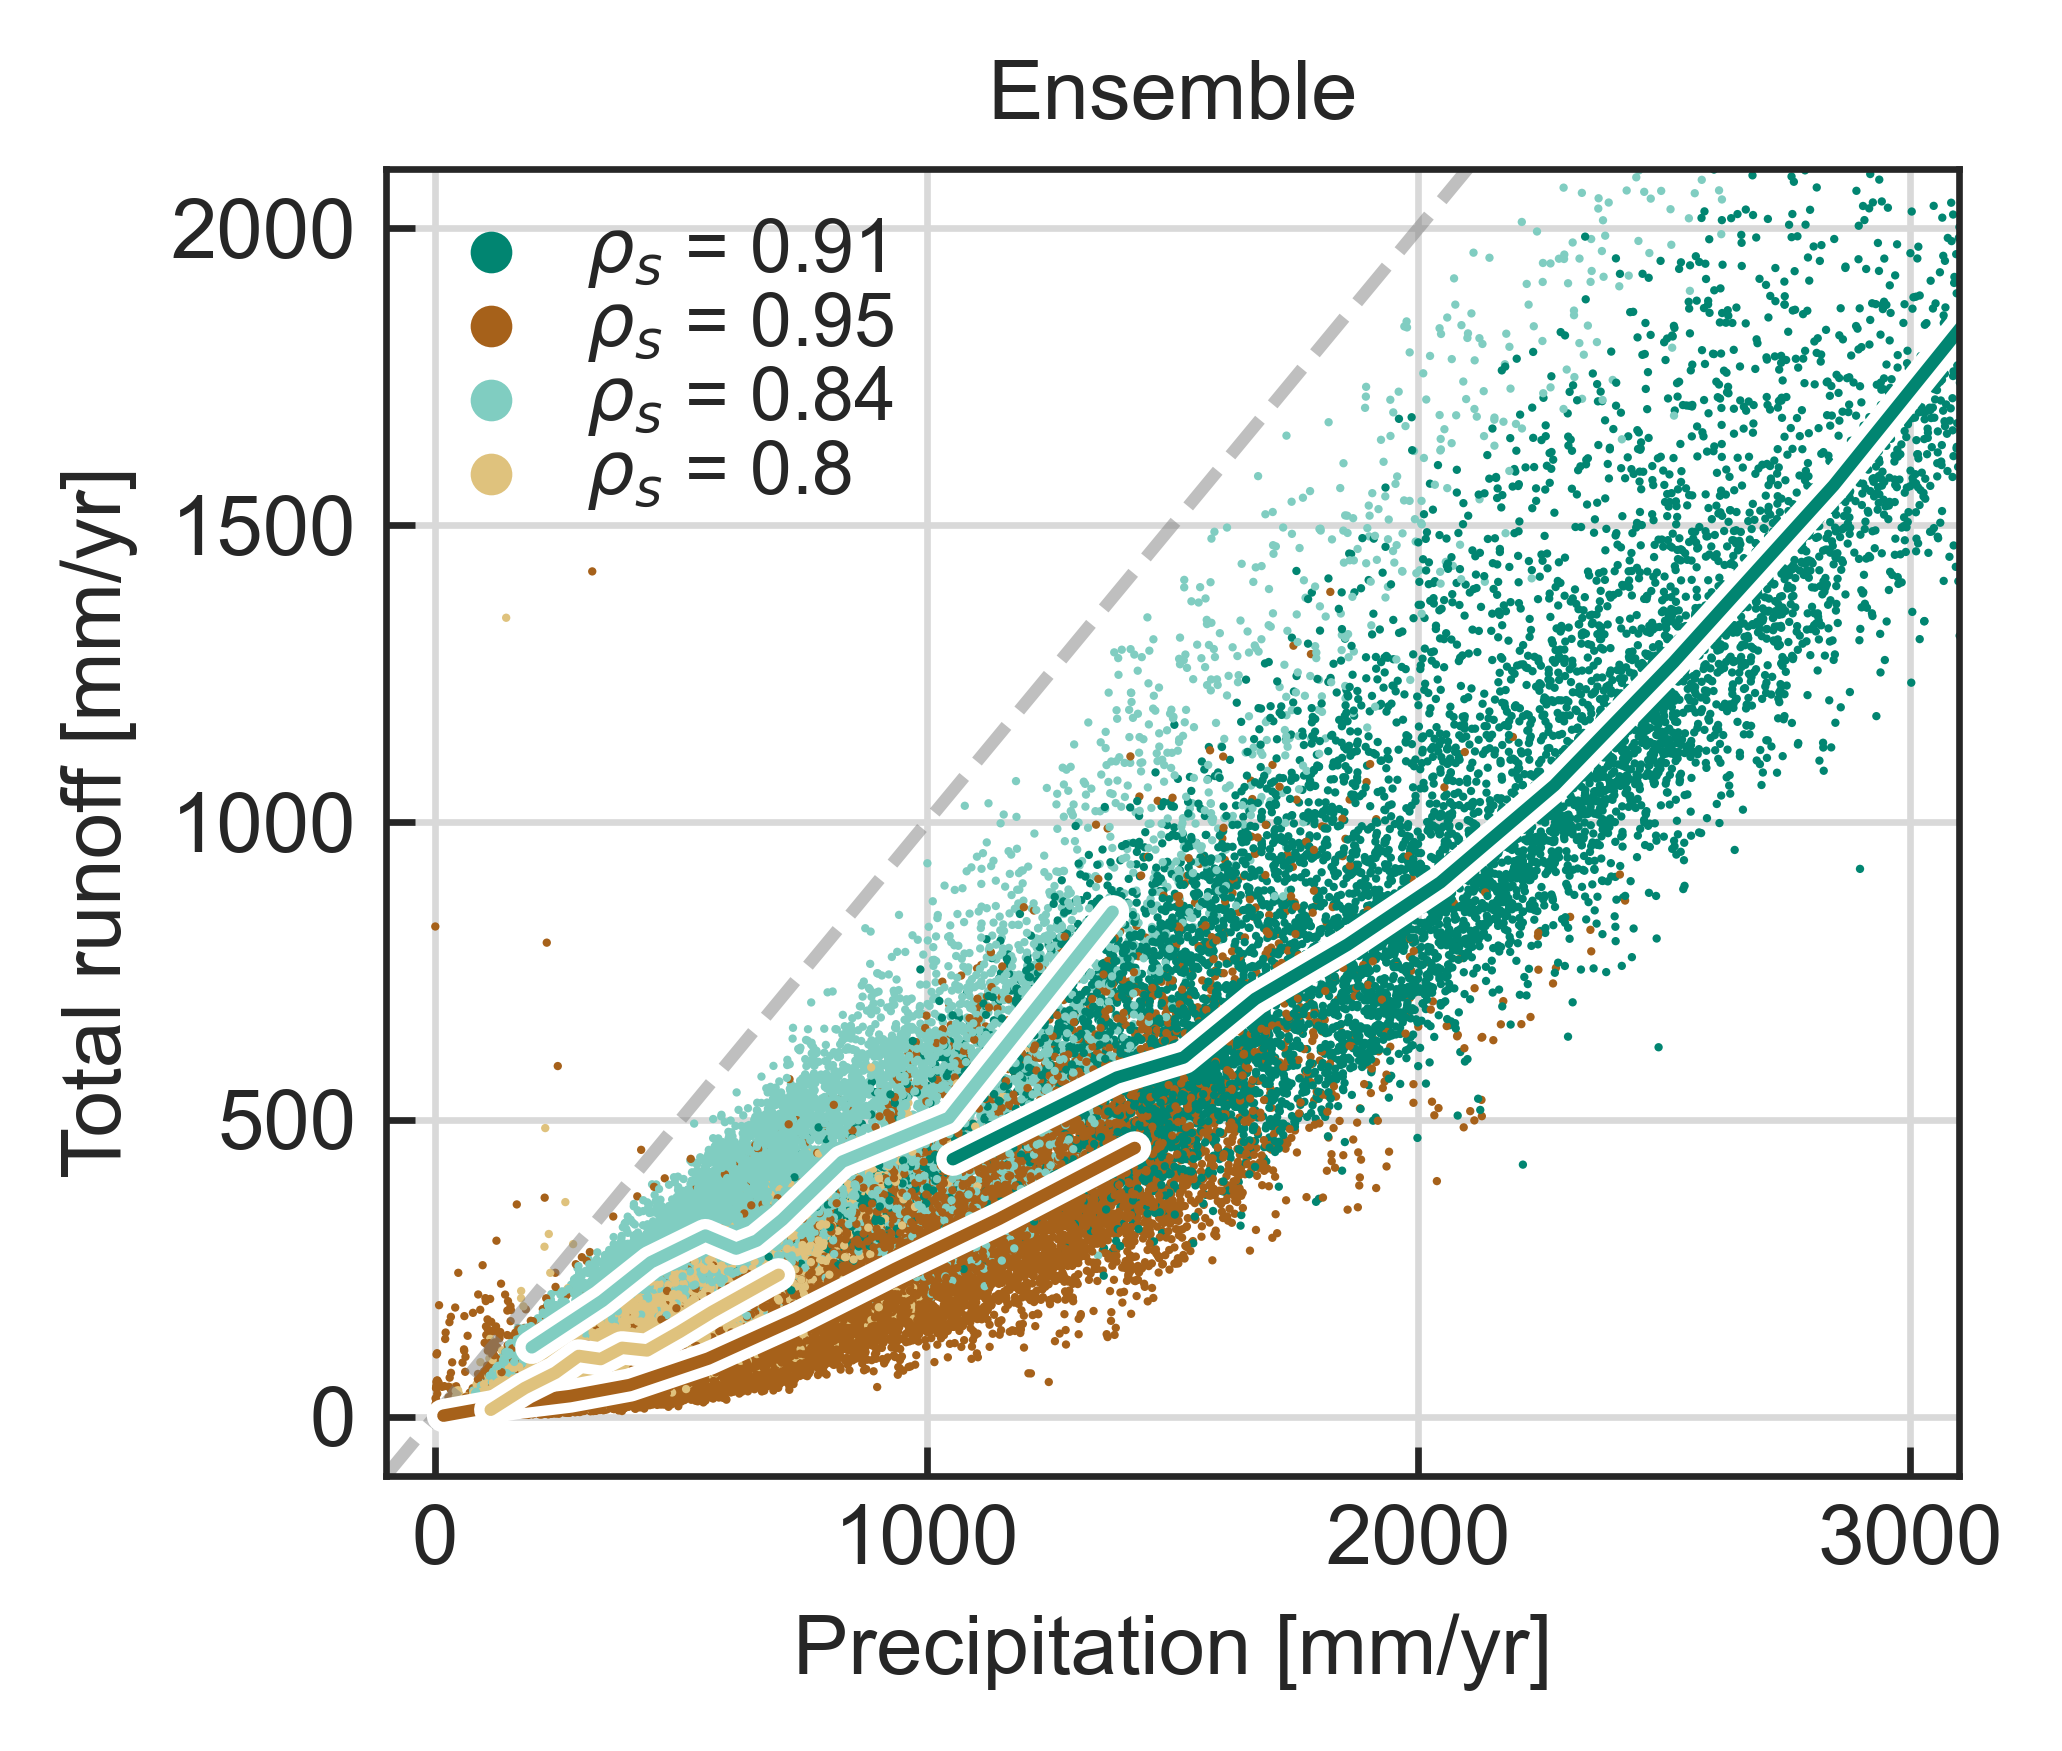 Ensemble
2000
1500
1000
500
0
Total runoff [mm/yr]
ρs = 0.91
ρs = 0.95
ρs = 0.84
ρs = 0.8
0 1000 2000 3000
Precipitation [mm/yr]